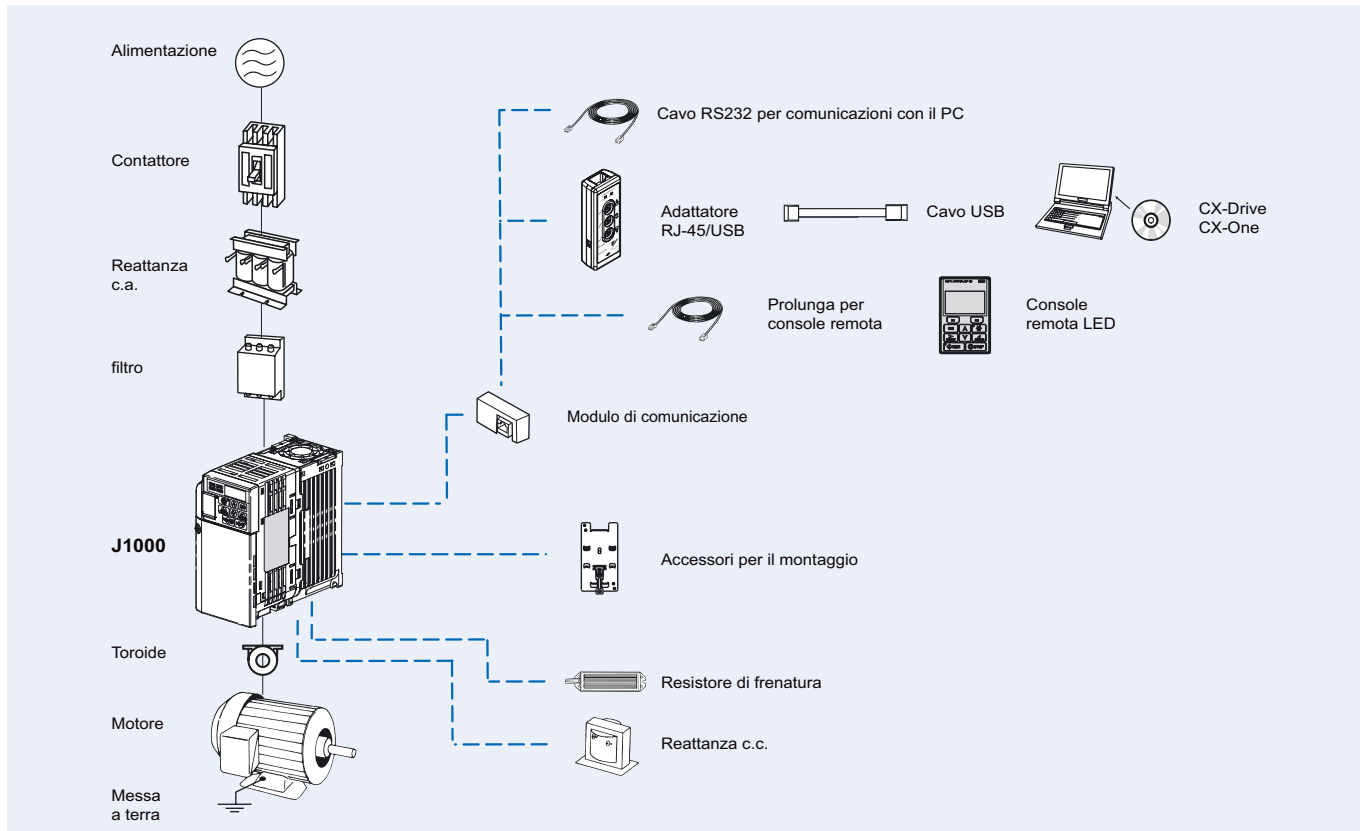 Alimentazione
Contattore
Reattanza
c.a.
filtro
J1000
Toroide
Motore
Messa
a terra
Cavo RS232 per comunicazioni con il PC
Adattatore
RJ-45/USB
Cavo USB
CX-Drive
CX-One
Prolunga per
console remota
Console
remota LED
Modulo di comunicazione
Accessori per il montaggio
Resistore di frenatura
Reattanza c.c.